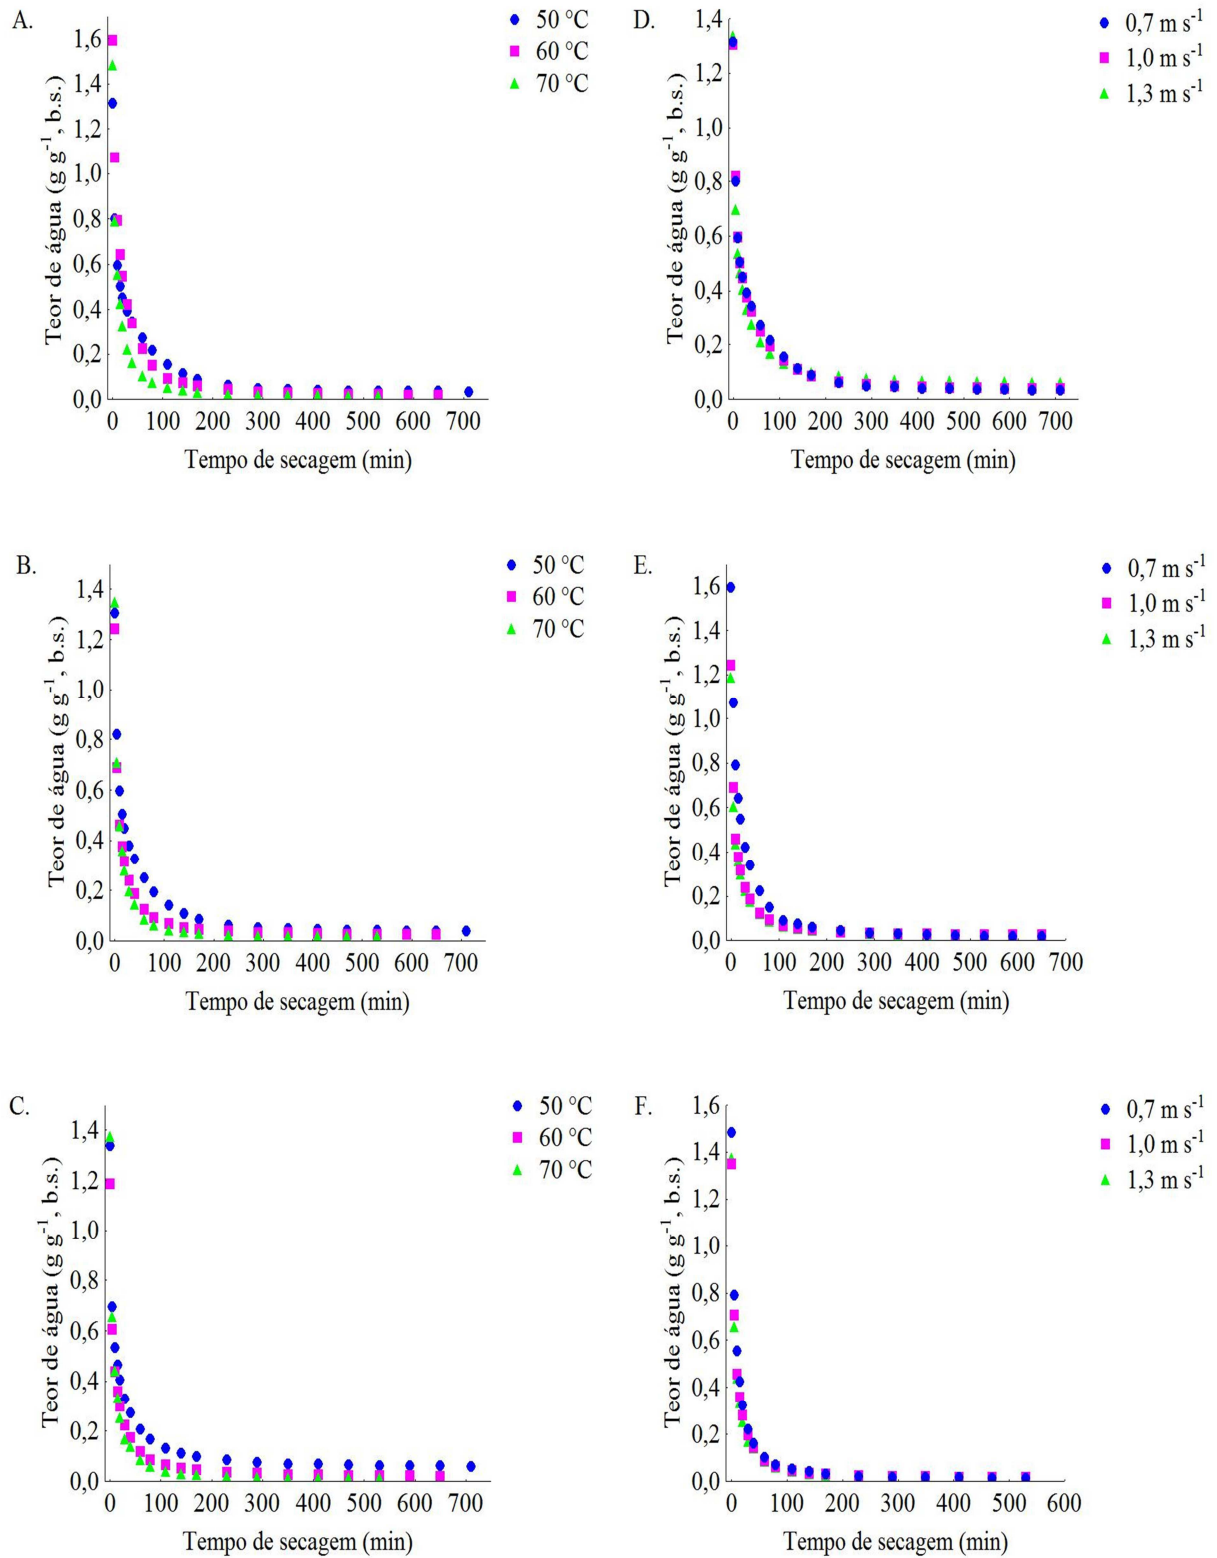 A.
50 °C
60 °C
70 °C
Teor de água (g g⁻¹, b.s.)
1,6
1,4
1,2
1,0
0,8
0,6
0,4
0,2
0,0
0 100 200 300 400 500 600 700
Tempo de secagem (min)
D.
0,7 m s⁻¹
1,0 m s⁻¹
1,3 m s⁻¹
Teor de água (g g⁻¹, b.s.)
1,4
1,2
1,0
0,8
0,6
0,4
0,2
0,0
0 100 200 300 400 500 600 700
Tempo de secagem (min)
B.
50 °C
60 °C
70 °C
Teor de água (g g⁻¹, b.s.)
1,4
1,2
1,0
0,8
0,6
0,4
0,2
0,0
0 100 200 300 400 500 600 700
Tempo de secagem (min)
E.
0,7 m s⁻¹
1,0 m s⁻¹
1,3 m s⁻¹
Teor de água (g g⁻¹, b.s.)
1,6
1,4
1,2
1,0
0,8
0,6
0,4
0,2
0,0
0 100 200 300 400 500 600 700
Tempo de secagem (min)
C.
50 °C
60 °C
70 °C
Teor de água (g g⁻¹, b.s.)
1,4
1,2
1,0
0,8
0,6
0,4
0,2
0,0
0 100 200 300 400 500 600 700
Tempo de secagem (min)
F.
0,7 m s⁻¹
1,0 m s⁻¹
1,3 m s⁻¹
Teor de água (g g⁻¹, b.s.)
1,6
1,4
1,2
1,0
0,8
0,6
0,4
0,2
0,0
0 100 200 300 400 500 600
Tempo de secagem (min)